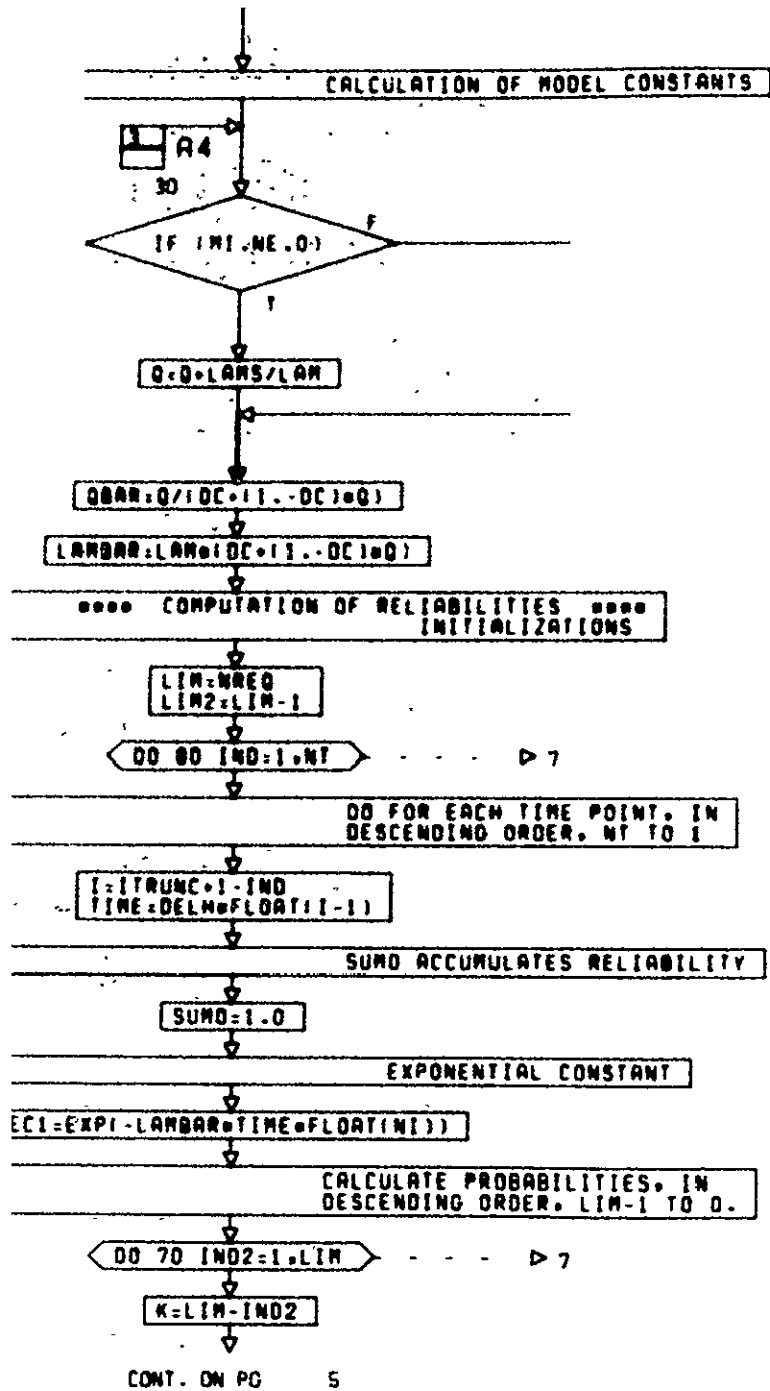 CALCULATION OF MODEL CONSTANTS
A4
30
IF (MI.NE.0)
F
T
Q=Q*LAMS/LAM
QBAR=Q/(DC+(1.-DC)*Q)
LAMBAR=LAM*(DC+(1.-DC)*Q)
**** COMPUTATION OF RELIABILITIES ****
INITIALIZATIONS
LIM=NREQ
LIM2=LIM-1
DO 80 IND=1,NT
7
DO FOR EACH TIME POINT, IN
DESCENDING ORDER, NT TO 1
I=ITRUNC+1-IND
TIME=DELH*FLOAT(I-1)
SUMO ACCUMULATES RELIABILITY
SUMO=1.0
EXPONENTIAL CONSTANT
EC1=EXP(-LAMBAR*TIME*FLOAT(NI))
CALCULATE PROBABILITIES, IN
DESCENDING ORDER, LIM-1 TO 0.
DO 70 IND2=1,LIM
7
K=LIM-IND2
CONT. ON PG 5